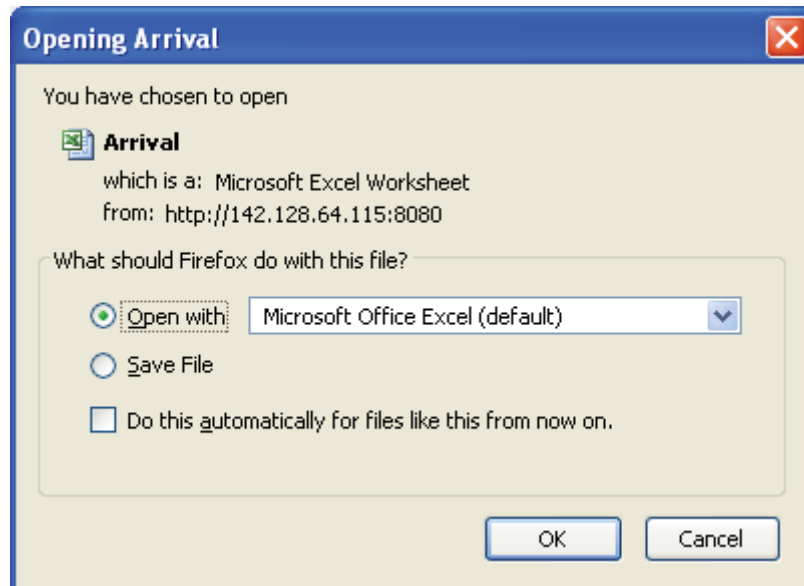 Opening Arrival
You have chosen to open
Arrival
which is a: Microsoft Excel Worksheet
from: http://142.128.64.115:8080
What should Firefox do with this file?
Open with Microsoft Office Excel (default)
Save File
Do this automatically for files like this from now on.
OK Cancel